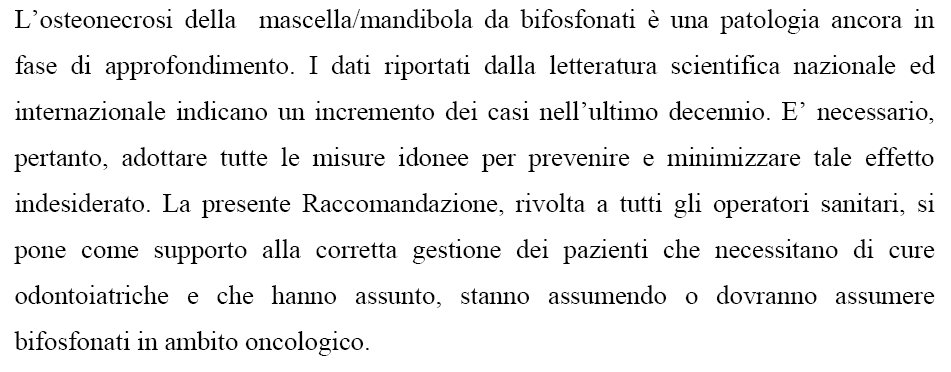 L’osteonecrosi della mascella/mandibola da bifosfonati è una patologia ancora in
fase di approfondimento. I dati riportati dalla letteratura scientifica nazionale ed
internazionale indicano un incremento dei casi nell’ultimo decennio. E’ necessario,
pertanto, adottare tutte le misure idonee per prevenire e minimizzare tale effetto
indesiderato. La presente Raccomandazione, rivolta a tutti gli operatori sanitari, si
pone come supporto alla corretta gestione dei pazienti che necessitano di cure
odontoiatriche e che hanno assunto, stanno assumendo o dovranno assumere
bifosfonati in ambito oncologico.